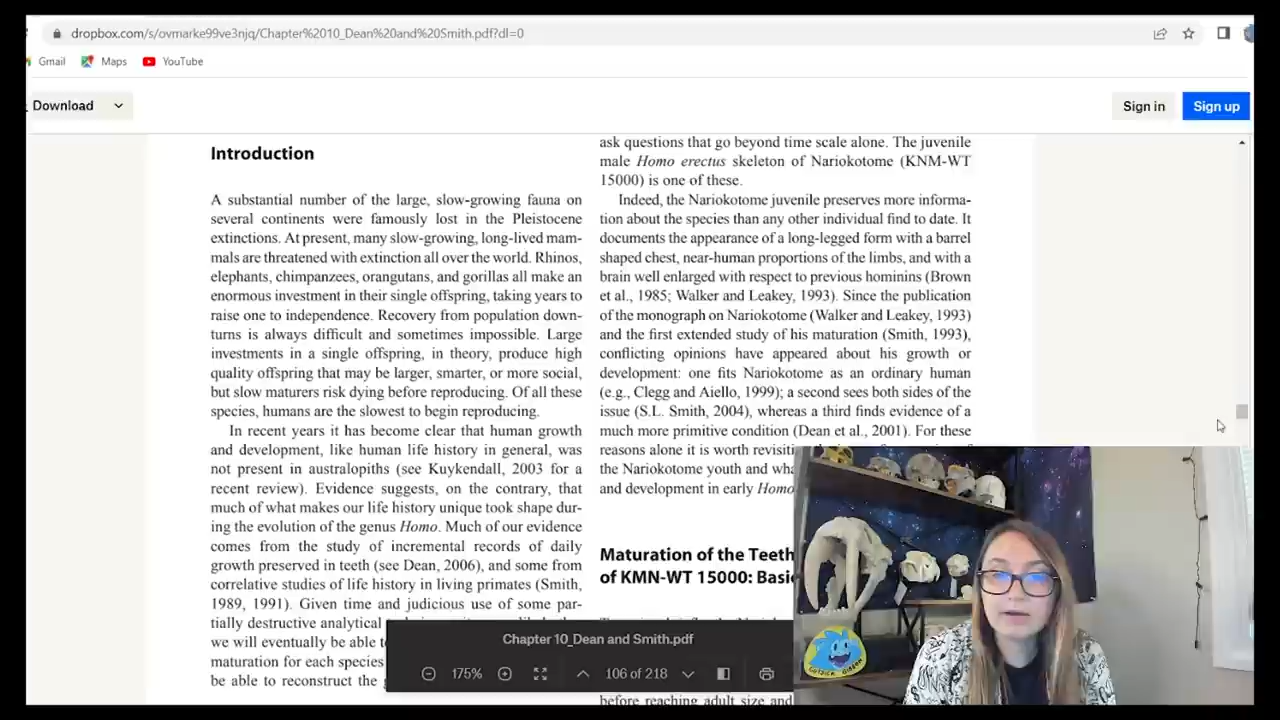 dropbox.com/s/ovmarke99ve3njq/Chapter%2010_Dean%20and%20Smith.pdf?dl=0
Gmail Maps YouTube
Download
Sign in Sign up
Introduction
A substantial number of the large, slow-growing fauna on
several continents were famously lost in the Pleistocene
extinctions. At present, many slow-growing, long-lived mam-
mals are threatened with extinction all over the world. Rhinos,
elephants, chimpanzees, orangutans, and gorillas all make an
enormous investment in their single offspring, taking years to
raise one to independence. Recovery from population down-
turns is always difficult and sometimes impossible. Large
investments in a single offspring, in theory, produce high
quality offspring that may be larger, smarter, or more social,
but slow maturers risk dying before reproducing. Of all these
species, humans are the slowest to begin reproducing.
In recent years it has become clear that human growth
and development, like human life history in general, was
not present in australopiths (see Kuykendall, 2003 for a
recent review). Evidence suggests, on the contrary, that
much of what makes our life history unique took shape dur-
ing the evolution of the genus Homo. Much of our evidence
comes from the study of incremental records of daily
growth preserved in teeth (see Dean, 2006), and some from
correlative studies of life history in living primates (Smith,
1989, 1991). Given time and judicious use of some par-
tially destructive analytical
we will eventually be able to
maturation for each species
be able to reconstruct the
ask questions that go beyond time scale alone. The juvenile
male Homo erectus skeleton of Nariokotome (KNM-WT
15000) is one of these.
Indeed, the Nariokotome juvenile preserves more informa-
tion about the species than any other individual find to date. It
documents the appearance of a long-legged form with a barrel
shaped chest, near-human proportions of the limbs, and with a
brain well enlarged with respect to previous hominins (Brown
et al., 1985; Walker and Leakey, 1993). Since the publication
of the monograph on Nariokotome (Walker and Leakey, 1993)
and the first extended study of his maturation (Smith, 1993),
conflicting opinions have appeared about his growth or
development: one fits Nariokotome as an ordinary human
(e.g., Clegg and Aiello, 1999); a second sees both sides of the
issue (S.L. Smith, 2004), whereas a third finds evidence of a
much more primitive condition (Dean et al., 2001). For these
reasons alone it is worth
the Nariokotome youth and
and development in early Homo
Maturation of the Teeth
of KMN-WT 15000:
before reaching adult size and
Chapter 10_Dean and Smith.pdf
175% 106 of 218
GUTSICK GIBBON